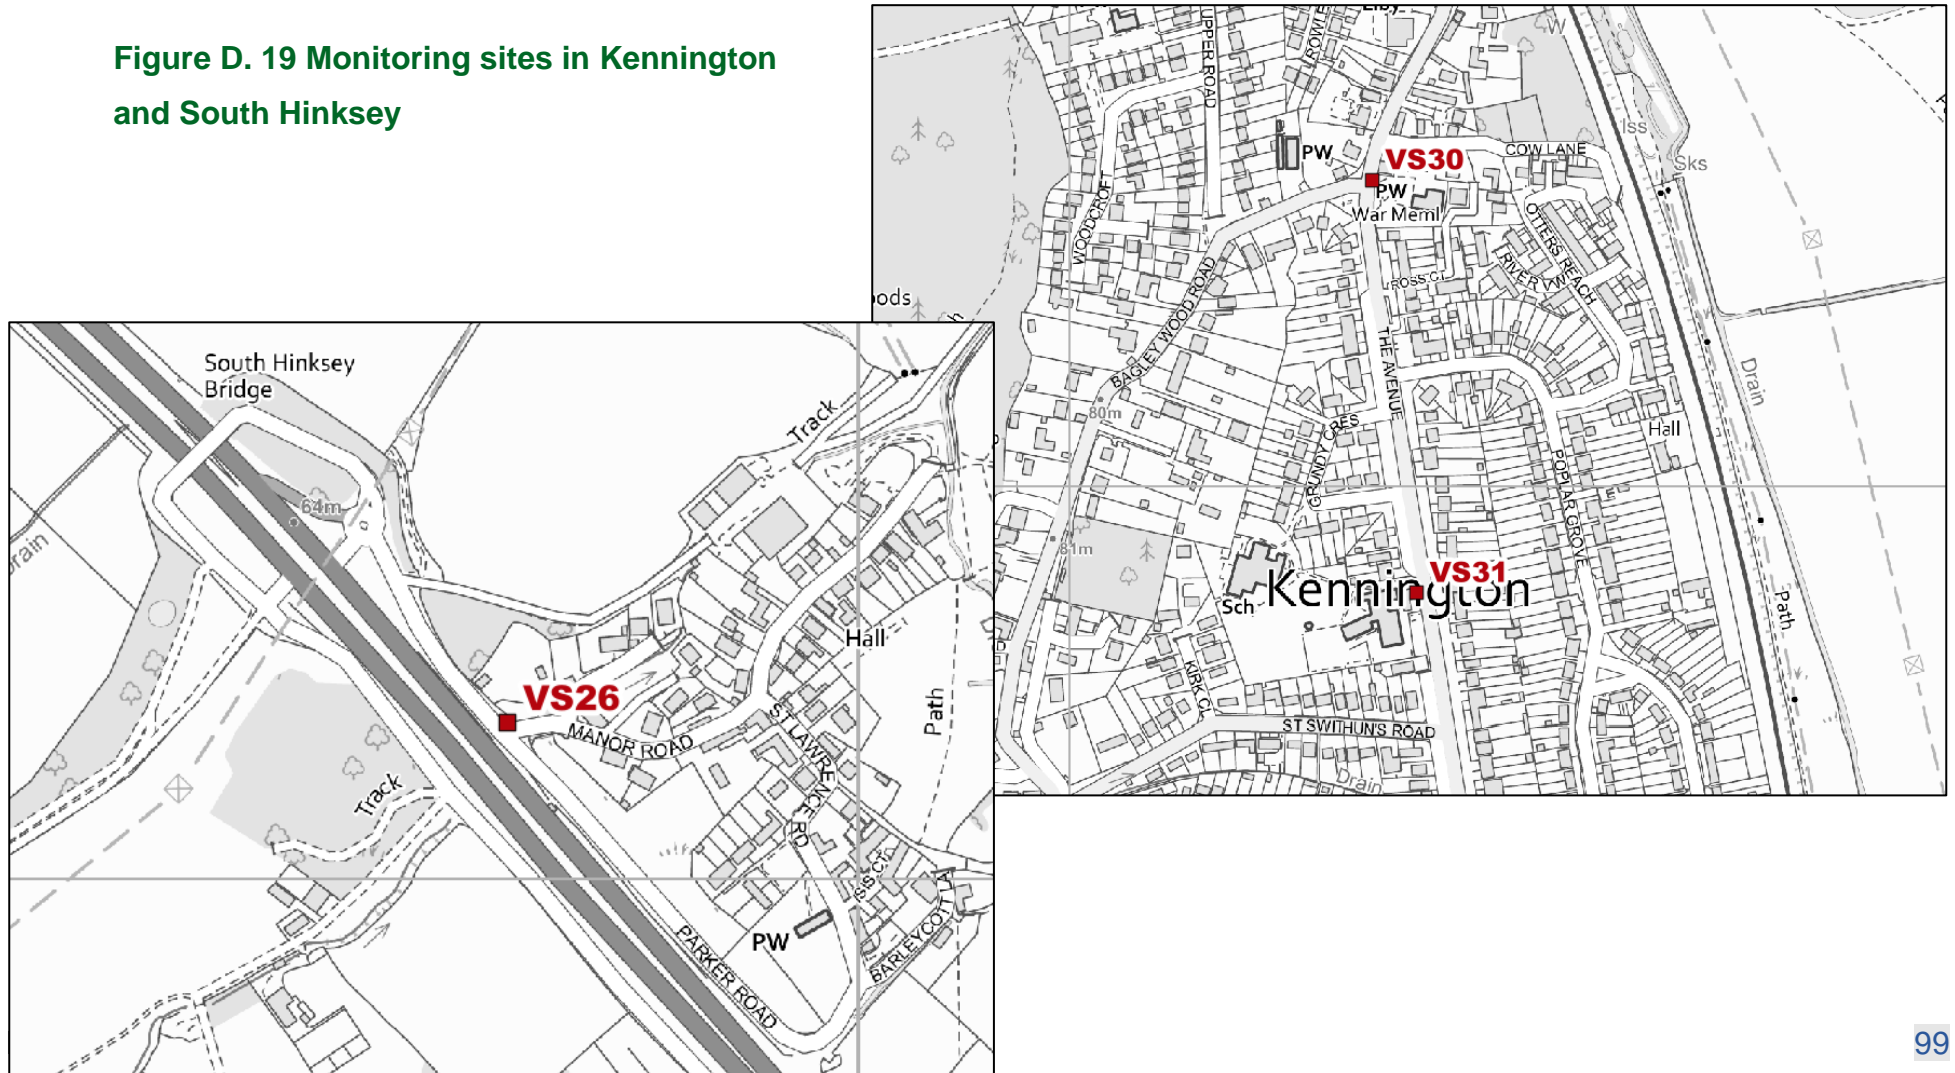 Figure D. 19 Monitoring sites in Kennington
and South Hinksey
UPPER ROAD
W
Iss
PW
VS30
COW LANE
Sks
PW
War Meml
WOODCROFT
OTTERS REACH
RIVER VW
ROSS CT
BAGLEY WOOD ROAD
THE AVENUE
80m
GRUNDY CRES
Hall
Drain
POPLAR GROVE
81m
VS31
Kennington
Sch
Path
KIRK CL
ST SWITHUN'S ROAD
Drain
South Hinksey
Bridge
Track
64m
Hall
VS26
MANOR ROAD
ST LAWRENCE RD
Path
Track
PW
PARKER ROAD
BARLEYCOTT LA
99